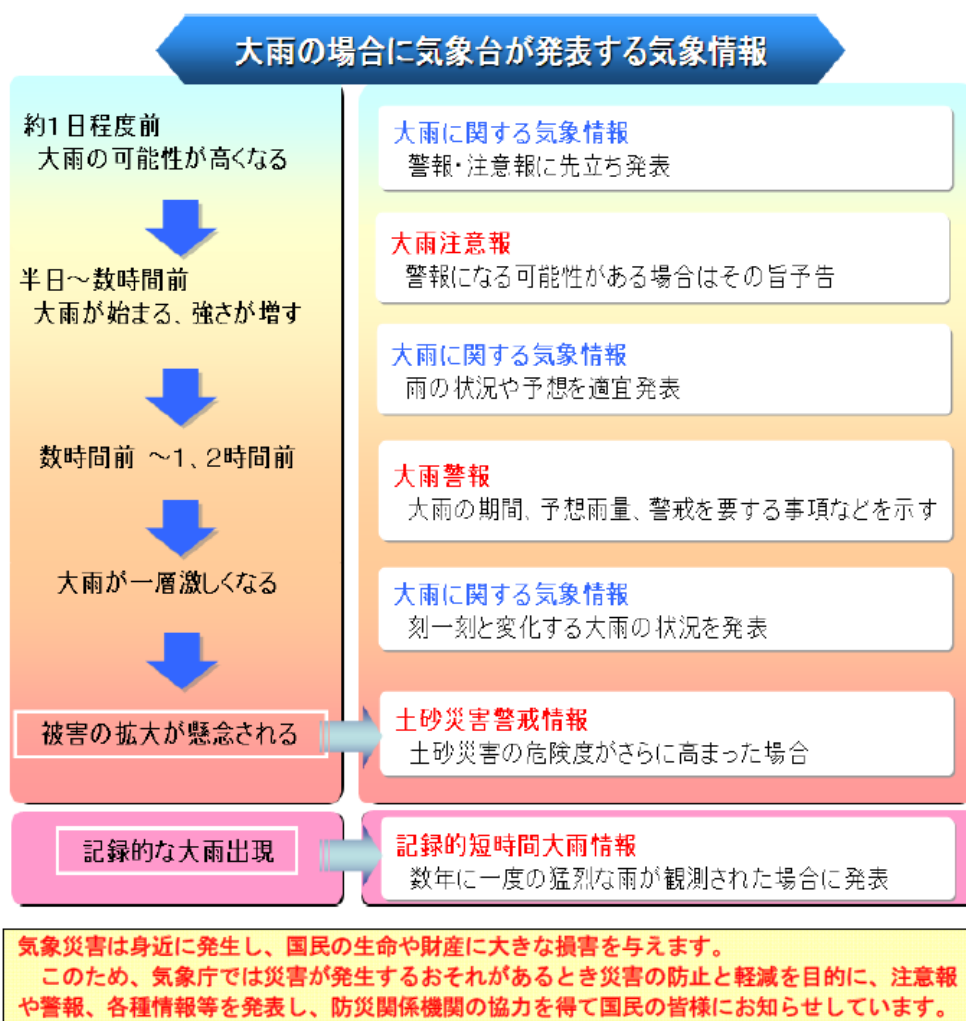 大雨の場合に気象台が発表する気象情報
約1日程度前
大雨の可能性が高くなる
半日～数時間前
大雨が始まる、強さが増す
数時間前 ～1、2時間前
大雨が一層激しくなる
被害の拡大が懸念される
記録的な大雨出現
大雨に関する気象情報
警報・注意報に先立ち発表
大雨注意報
警報になる可能性がある場合はその旨予告
大雨に関する気象情報
雨の状況や予想を適宜発表
大雨警報
大雨の期間、予想雨量、警戒を要する事項などを示す
大雨に関する気象情報
刻一刻と変化する大雨の状況を発表
土砂災害警戒情報
土砂災害の危険度がさらに高まった場合
記録的短時間大雨情報
数年に一度の猛烈な雨が観測された場合に発表
気象災害は身近に発生し、国民の生命や財産に大きな損害を与えます。
このため、気象庁では災害が発生するおそれがあるとき災害の防止と軽減を目的に、注意報
や警報、各種情報等を発表し、防災関係機関の協力を得て国民の皆様にお知らせしています。